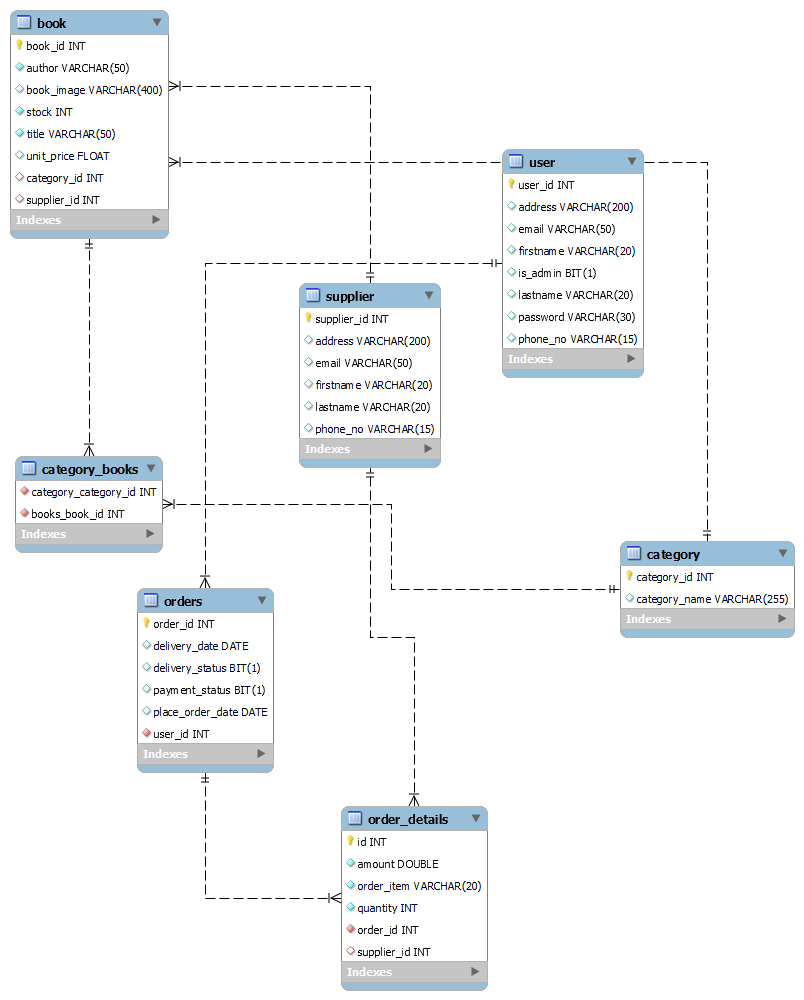 book
book_id INT
author VARCHAR(50)
book_image VARCHAR(400)
stock INT
title VARCHAR(50)
unit_price FLOAT
category_id INT
supplier_id INT
Indexes
user
user_id INT
address VARCHAR(200)
email VARCHAR(50)
firstname VARCHAR(20)
is_admin BIT(1)
lastname VARCHAR(20)
password VARCHAR(30)
phone_no VARCHAR(15)
Indexes
supplier
supplier_id INT
address VARCHAR(200)
email VARCHAR(50)
firstname VARCHAR(20)
lastname VARCHAR(20)
phone_no VARCHAR(15)
Indexes
category_books
category_category_id INT
books_book_id INT
Indexes
category
category_id INT
category_name VARCHAR(255)
Indexes
orders
order_id INT
delivery_date DATE
delivery_status BIT(1)
payment_status BIT(1)
place_order_date DATE
user_id INT
Indexes
order_details
id INT
amount DOUBLE
order_item VARCHAR(20)
quantity INT
order_id INT
supplier_id INT
Indexes